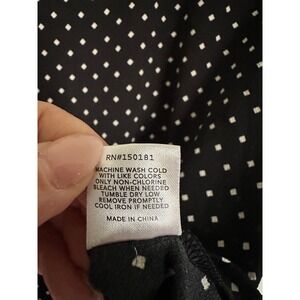 RN#150181
MACHINE WASH COLD
WITH LIKE COLORS
ONLY NON-CHLORINE
BLEACH WHEN NEEDED
TUMBLE DRY LOW
REMOVE PROMPTLY
COOL IRON IF NEEDED
MADE IN CHINA